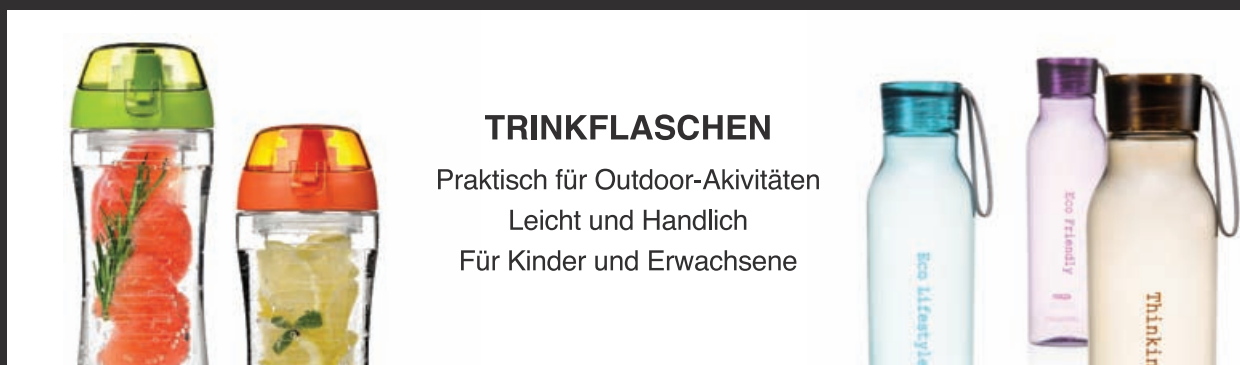 TRINKFLASCHEN
Praktisch für Outdoor-Akivitäten
Leicht und Handlich
Für Kinder und Erwachsene
Eco Lifestyle
Eco Friendly